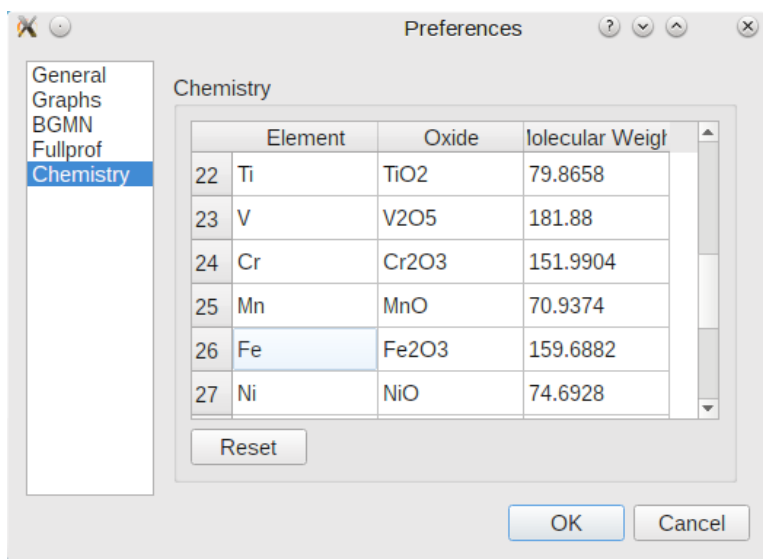 Preferences
General
Graphs
BGMN
Fullprof
Chemistry
Chemistry
Element Oxide Molecular Weigh
22 Ti TiO2 79.8658
23 V V2O5 181.88
24 Cr Cr2O3 151.9904
25 Mn MnO 70.9374
26 Fe Fe2O3 159.6882
27 Ni NiO 74.6928
Reset
OK Cancel